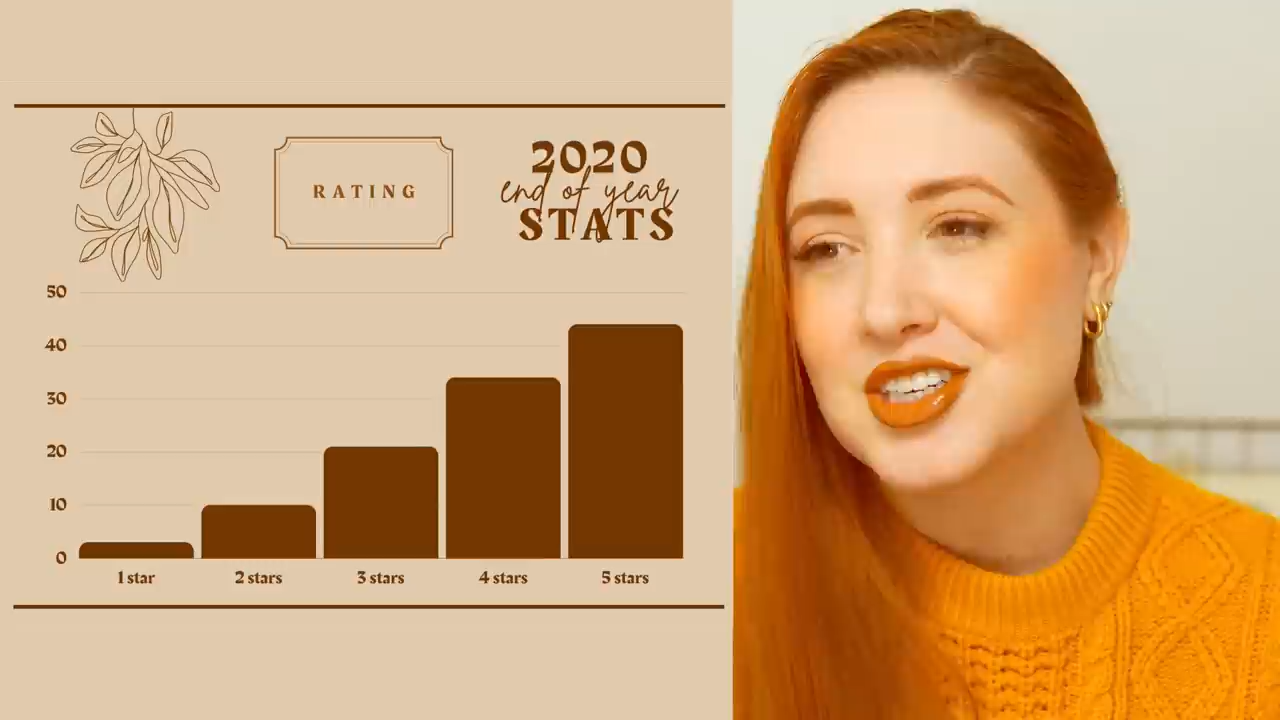 RATING
2020
end of year
STATS
50
40
30
20
10
0
1 star
2 stars
3 stars
4 stars
5 stars